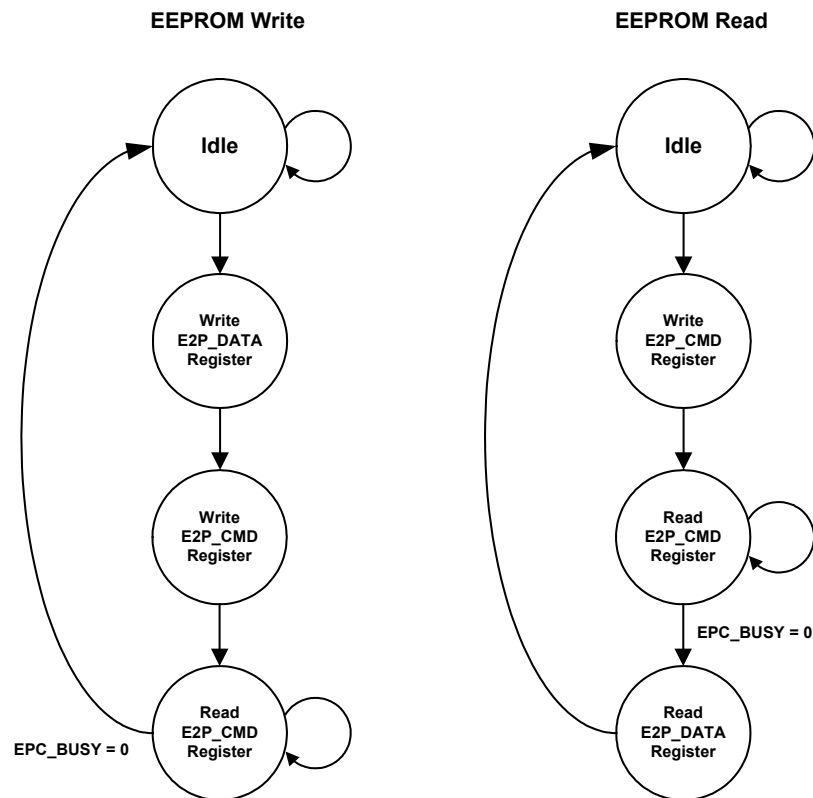 EEPROM Write
Idle
Write
E2P_DATA
Register
Write
E2P_CMD
Register
Read
E2P_CMD
Register
EPC_BUSY = 0
EEPROM Read
Idle
Write
E2P_CMD
Register
Read
E2P_CMD
Register
EPC_BUSY = 0
Read
E2P_DATA
Register